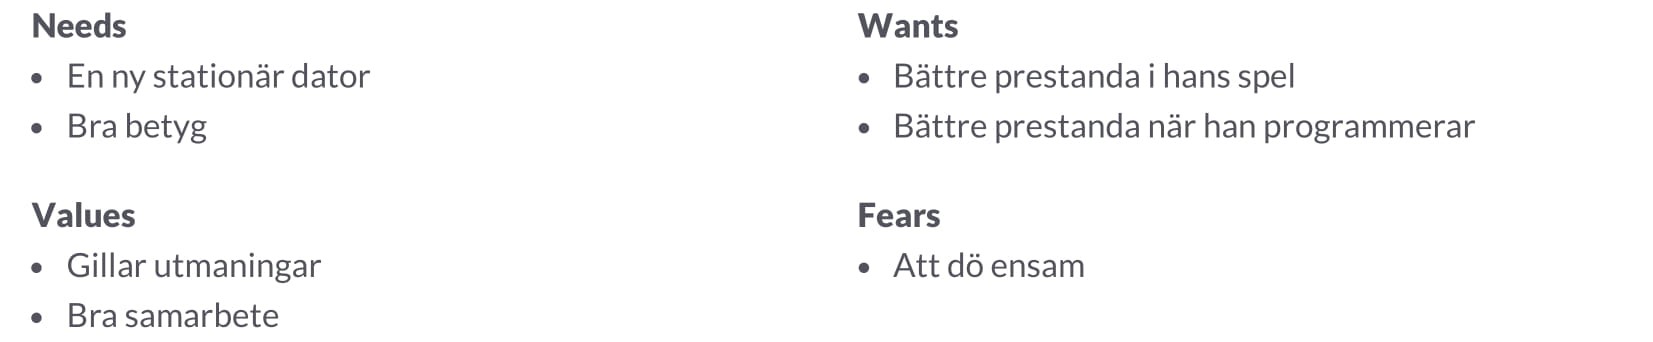 Needs
• En ny stationär dator
• Bra betyg
Wants
• Bättre prestanda i hans spel
• Bättre prestanda när han programmerar
Values
• Gillar utmaningar
• Bra samarbete
Fears
• Att dö ensam